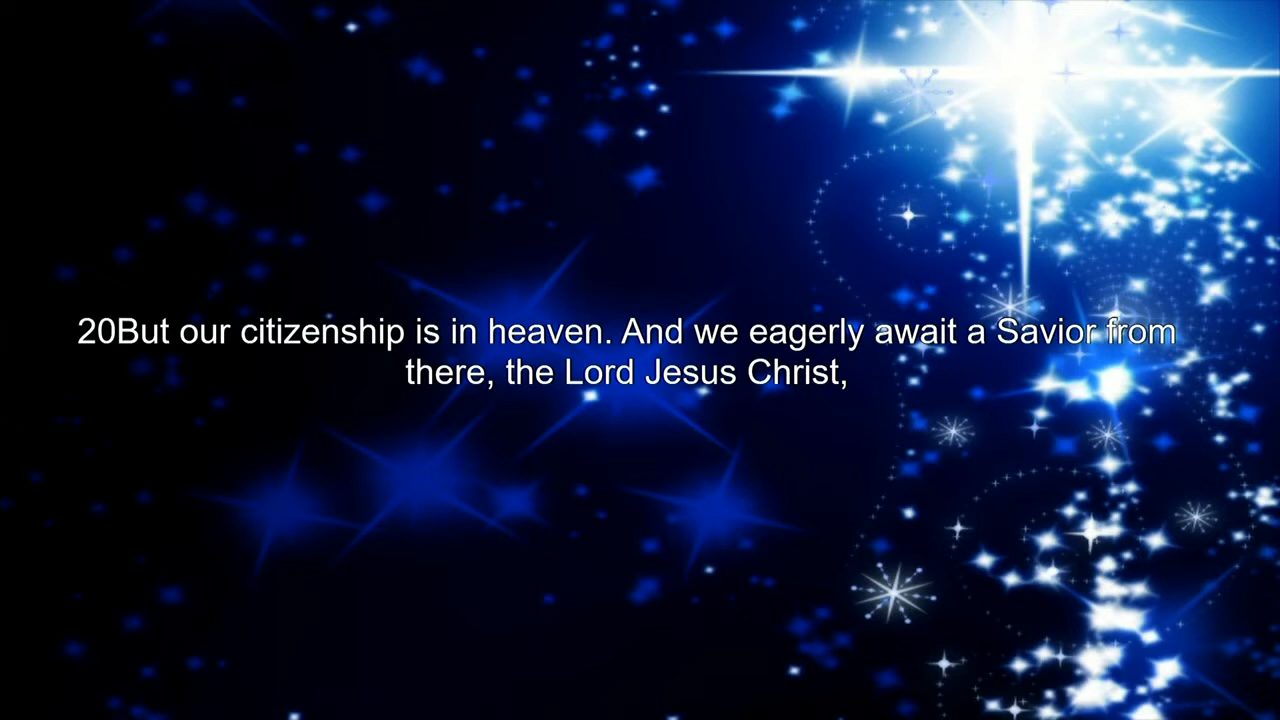 20But our citizenship is in heaven. And we eagerly await a Savior from
there, the Lord Jesus Christ,